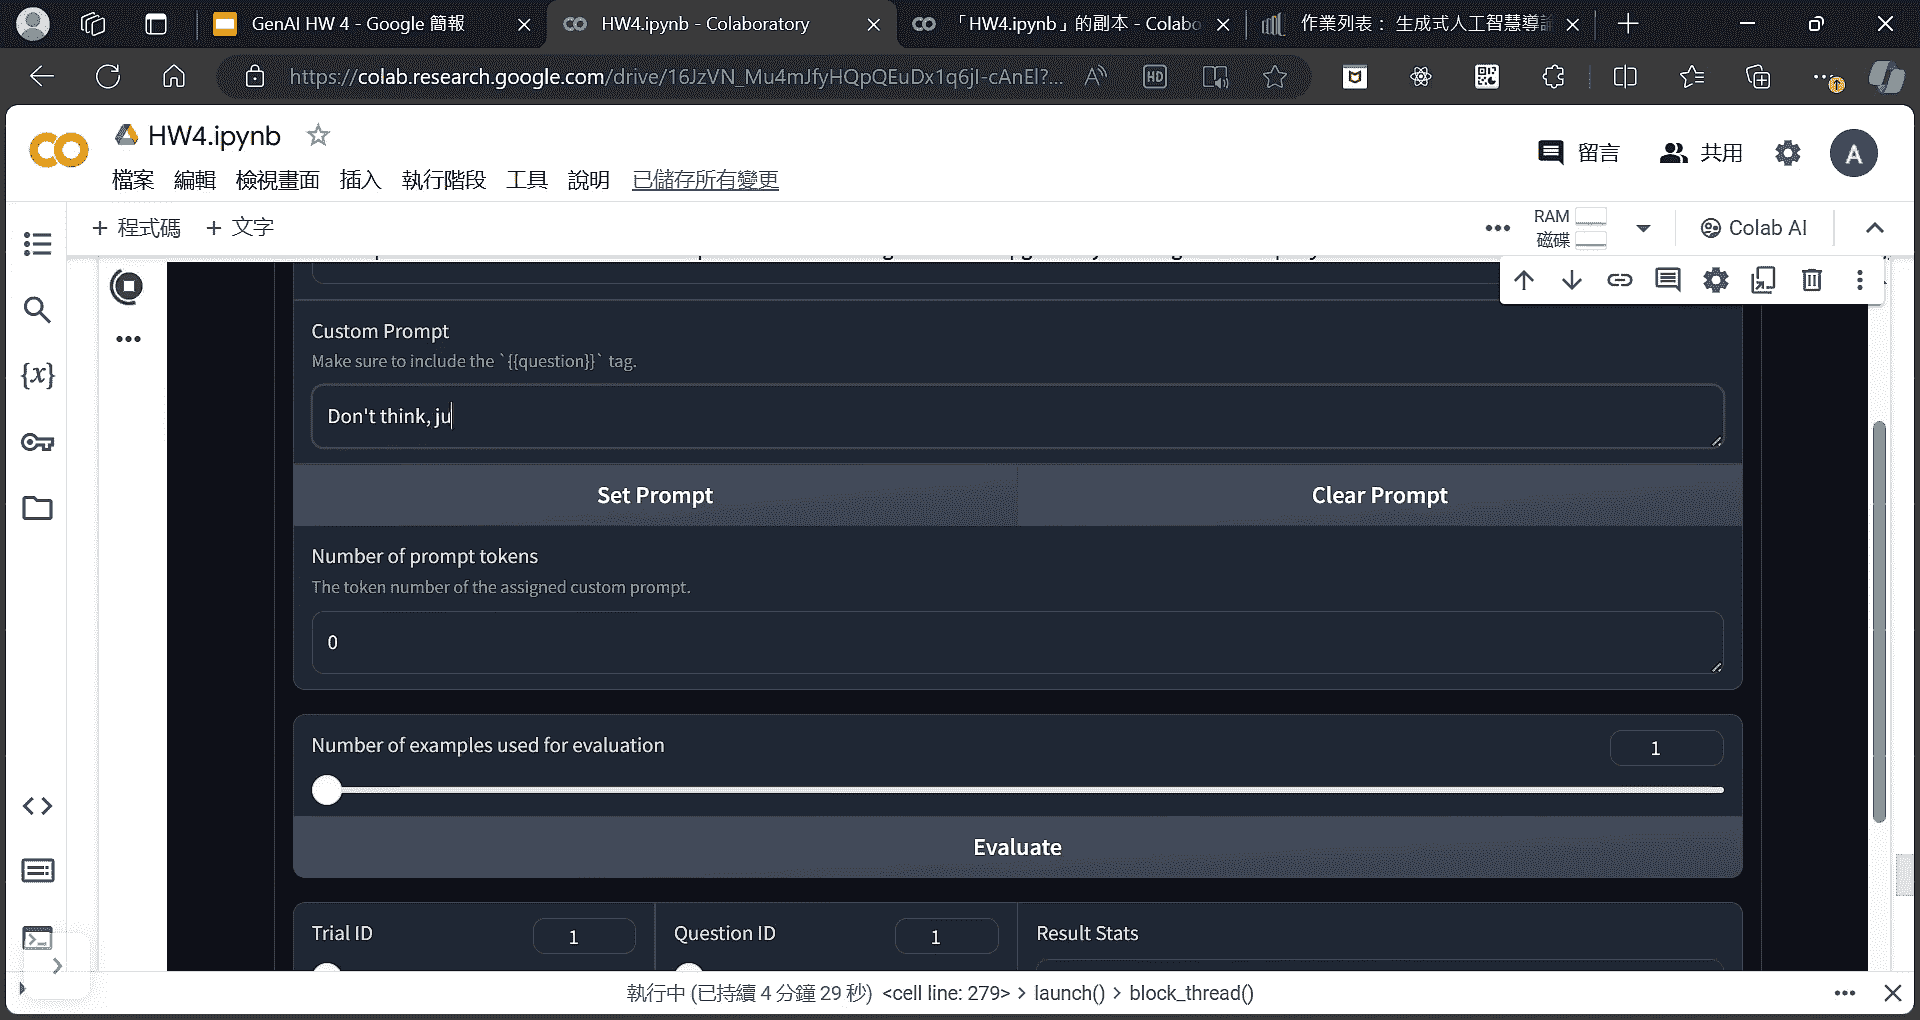 GenAI HW 4 - Google 簡報
HW4.ipynb - Colaboratory
「HW4.ipynb」的副本 - Colabo
作業列表： 生成式人工智慧導論
https://colab.research.google.com/drive/16JzVN_Mu4mJfyHQpQEuDx1q6jI-cAnEl?...
HD
HW4.ipynb
留言
共用
A
檔案 編輯 檢視畫面 插入 執行階段 工具 說明 已儲存所有變更
+ 程式碼 + 文字
RAM
磁碟
Colab AI
Custom Prompt
Make sure to include the `{{question}}` tag.
Don't think, ju
Set Prompt
Clear Prompt
Number of prompt tokens
The token number of the assigned custom prompt.
0
Number of examples used for evaluation
1
Evaluate
Trial ID
1
Question ID
1
Result Stats
執行中 (已持續 4 分鐘 29 秒) <cell line: 279> > launch() > block_thread()